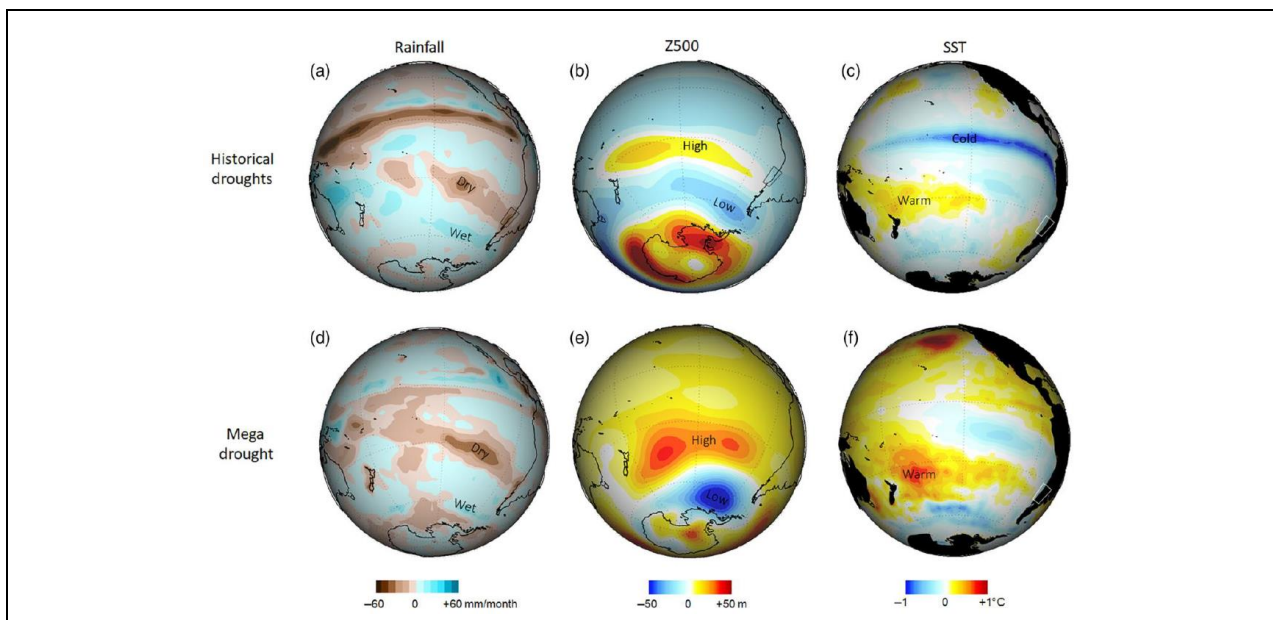 Rainfall
Z500
SST
(a)
(b)
(c)
Historical
droughts
Dry
Wet
High
Low
Cold
Warm
(d)
(e)
(f)
Mega
drought
Dry
Wet
High
Low
Warm
–60 0 +60 mm/month
–50 0 +50 m
–1 0 +1°C